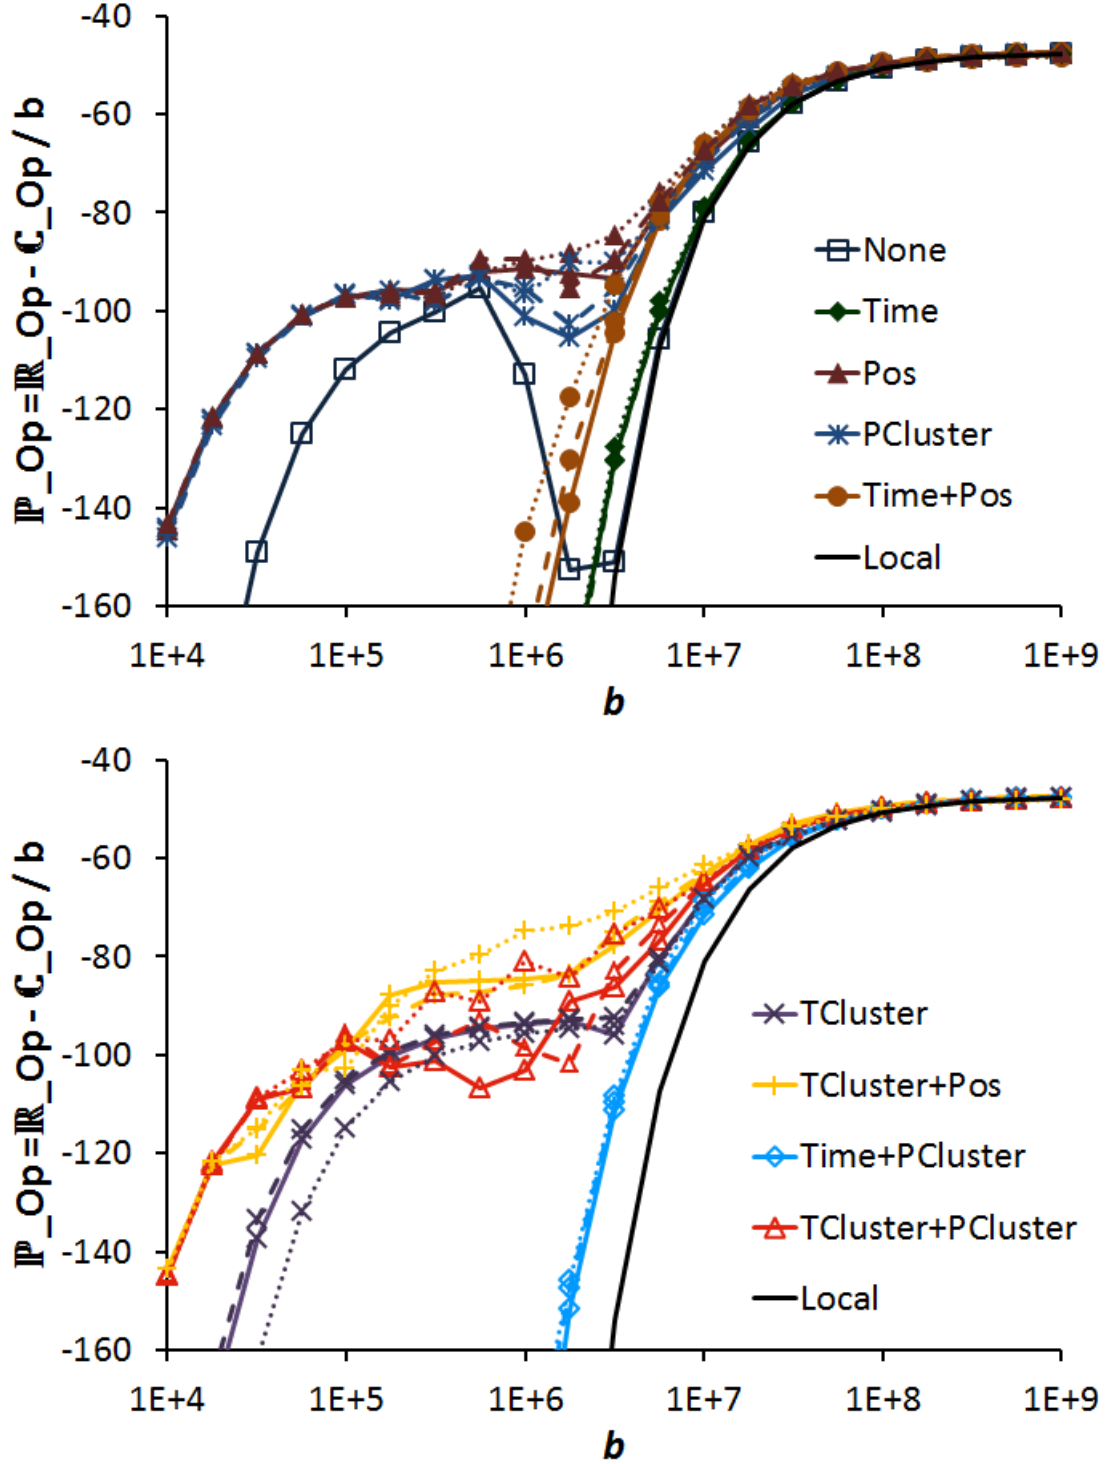 -40
-60
-80
-100
-120
-140
-160
ℙ_Op=ℝ_Op-ℂ_Op/b
None
Time
Pos
PCluster
Time+Pos
Local
1E+4 1E+5 1E+6 1E+7 1E+8 1E+9
b
-40
-60
-80
-100
-120
-140
-160
ℙ_Op=ℝ_Op-ℂ_Op/b
TCluster
TCluster+Pos
Time+PCluster
TCluster+PCluster
Local
1E+4 1E+5 1E+6 1E+7 1E+8 1E+9
b